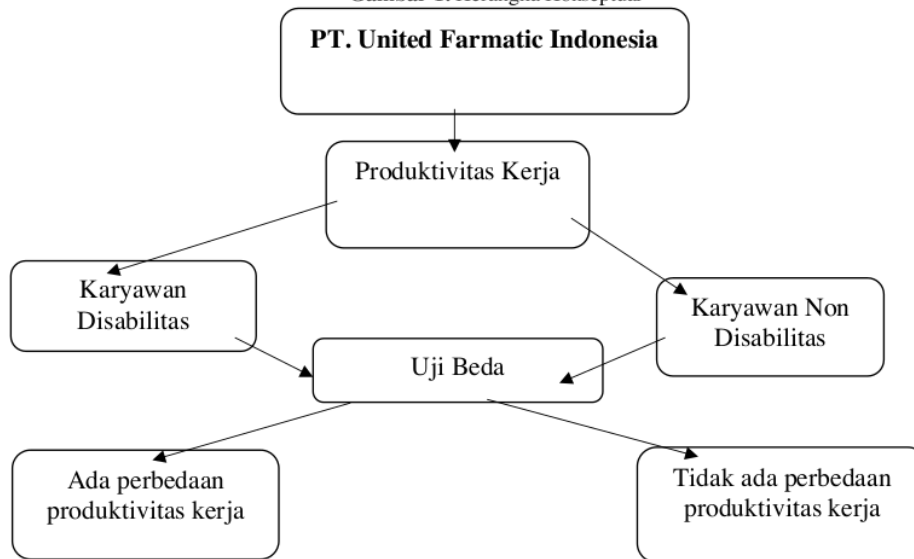 PT. United Farmatic Indonesia
Produktivitas Kerja
Karyawan
Disabilitas
Karyawan Non
Disabilitas
Uji Beda
Ada perbedaan
produktivitas kerja
Tidak ada perbedaan
produktivitas kerja